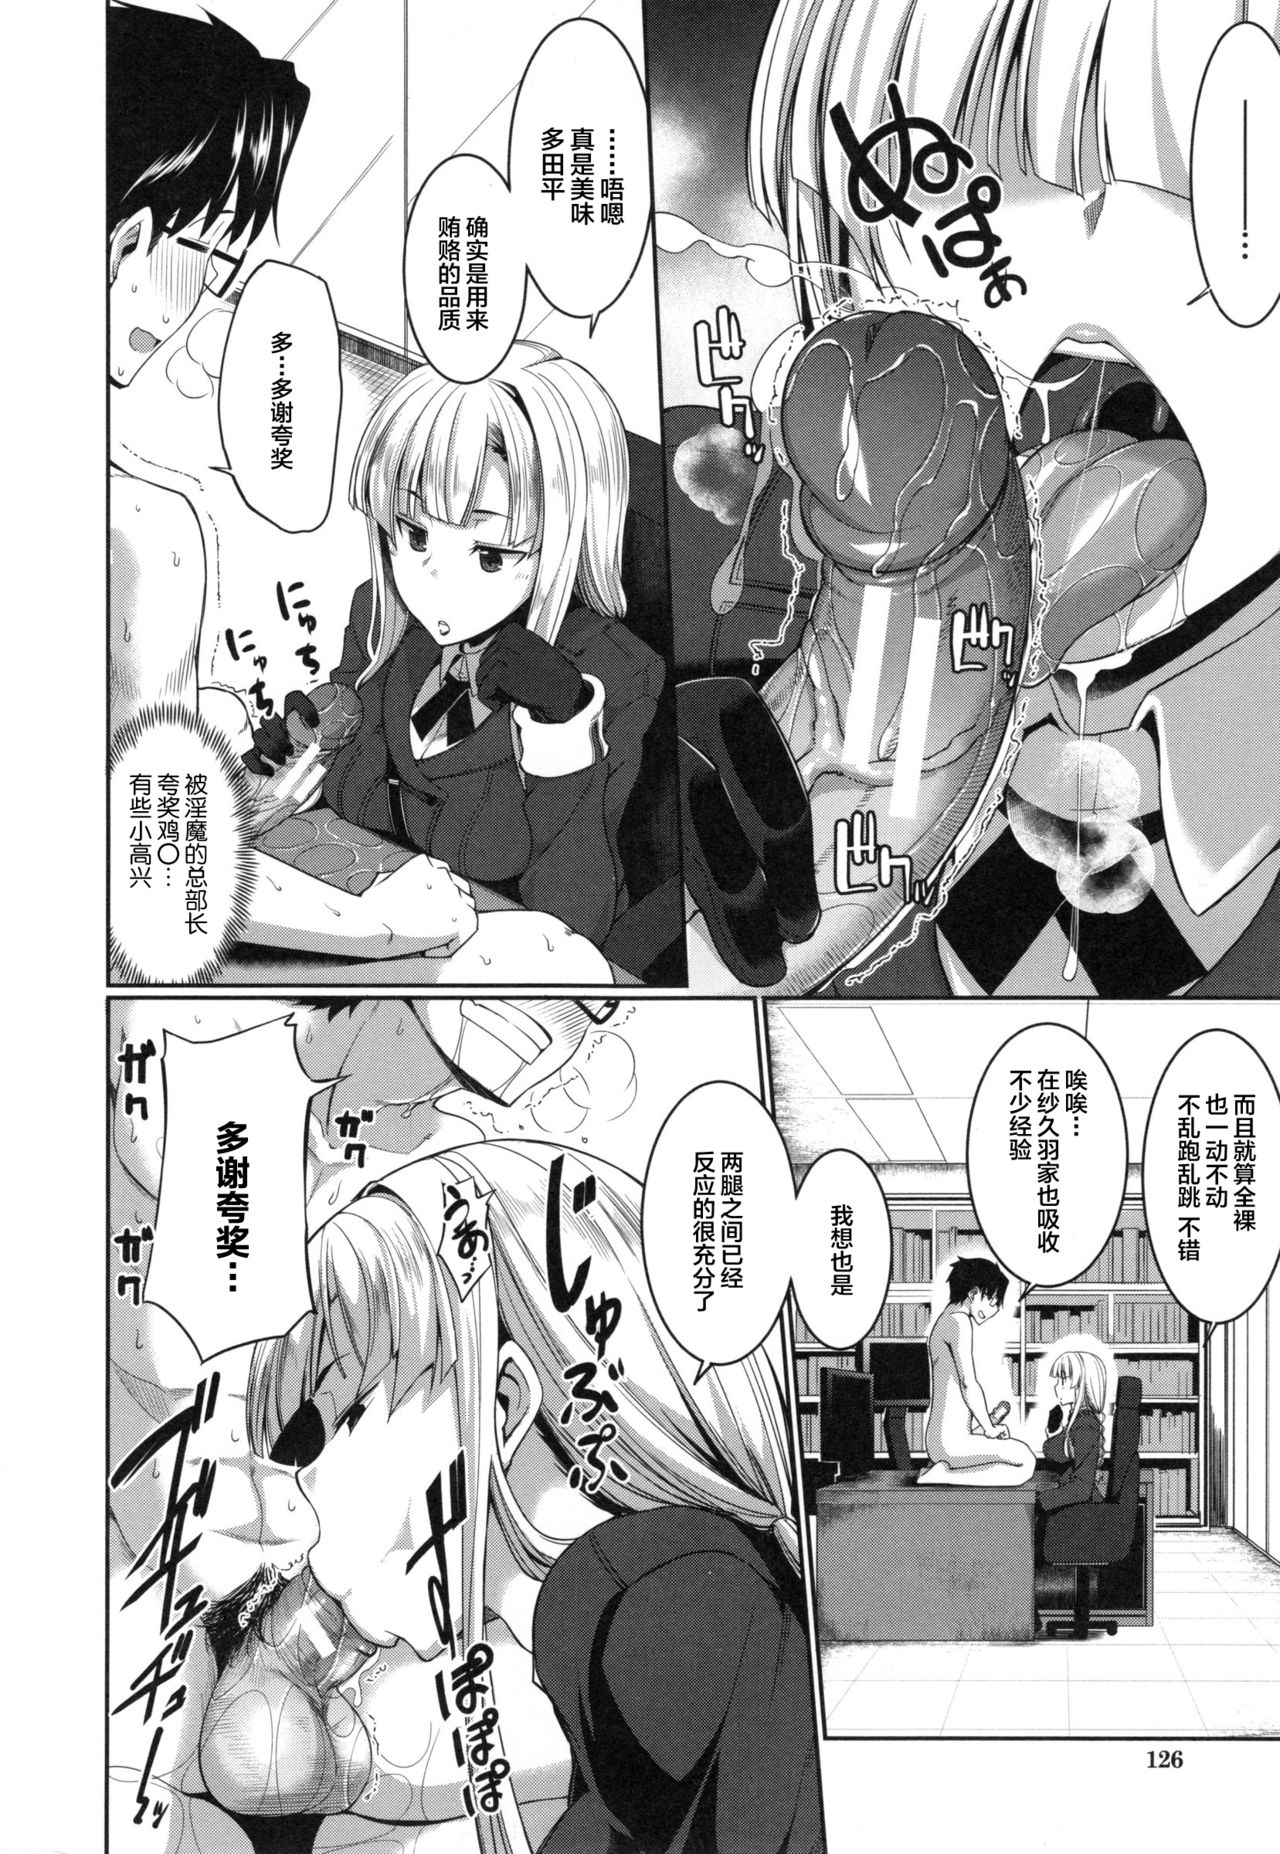 ———…
ぬぱぁ
ビクッ
ビク
ビクッ
……唔嗯
真是美味
多田平
确实是用来
贿赂的品质
多…多谢夸奖
にゅち
にゅち
被淫魔的总部长
夸奖鸡〇…
有些小高兴
而且就算全裸
也一动不动
不乱跑乱跳 不错
唉唉…
在纱久羽家也吸收
不少经验
我想也是
两腿之间已经
反应的很充分了
うあ…っ
じゅぶぷ
ガク
ガク
多谢夸奖…
ぽぱぽぱ
126